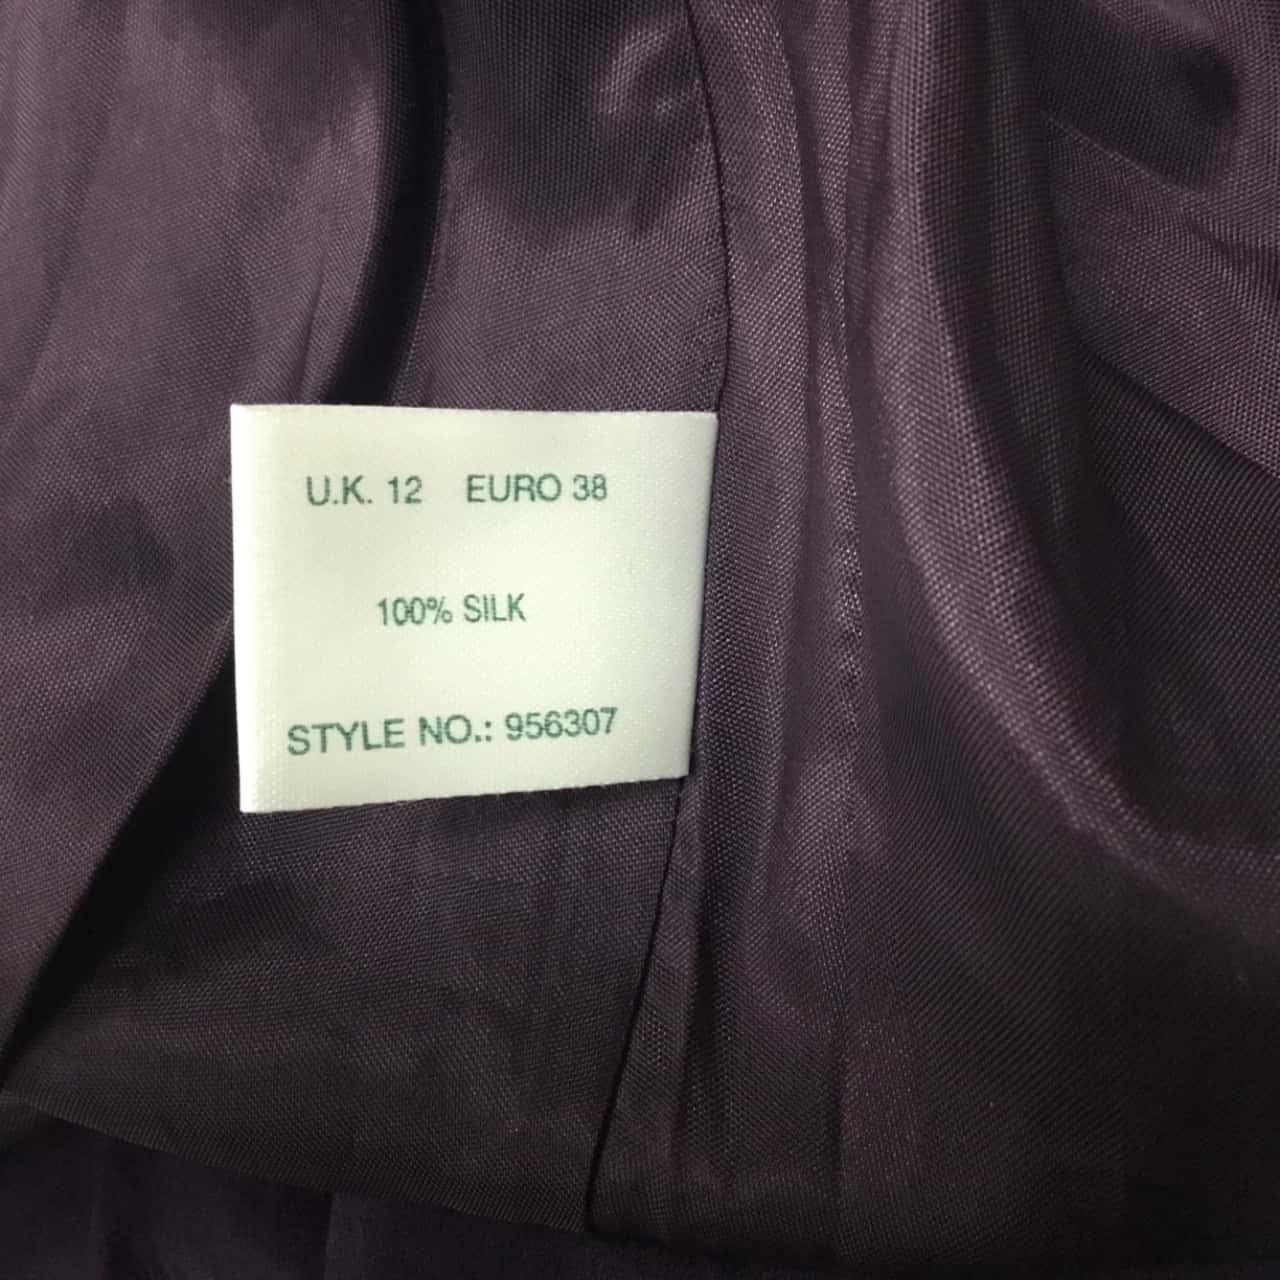 U.K. 12 EURO 38
100% SILK
STYLE NO.: 956307